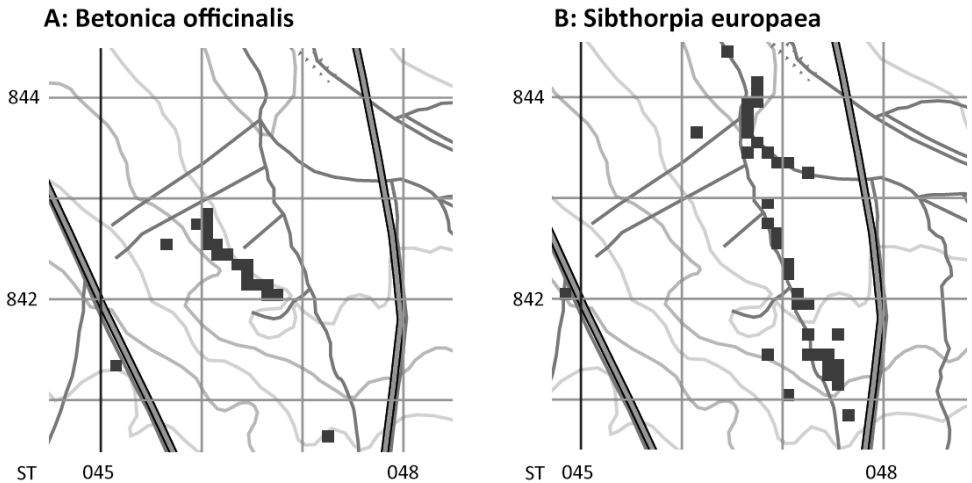 A: Betonica officinalis
844
842
ST 045 048
B: Sibthorpia europaea
844
842
ST 045 048